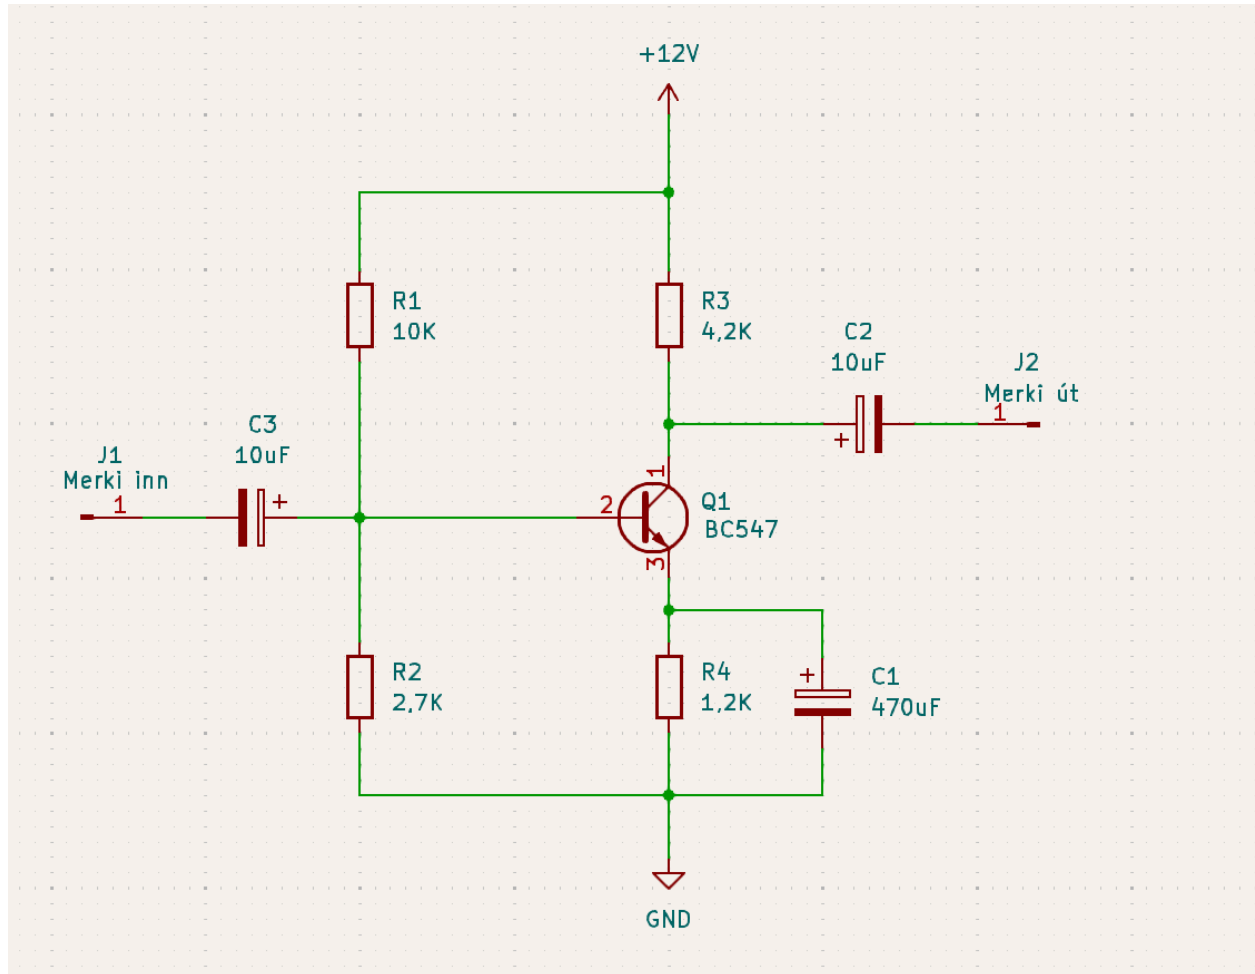 +12V
R1
10K
R3
4,2K
C2
10uF
J2
Merki út
1
C3
10uF
J1
Merki inn
1
+
+
1
2
Q1
BC547
3
R2
2,7K
R4
1,2K
+
C1
470uF
GND